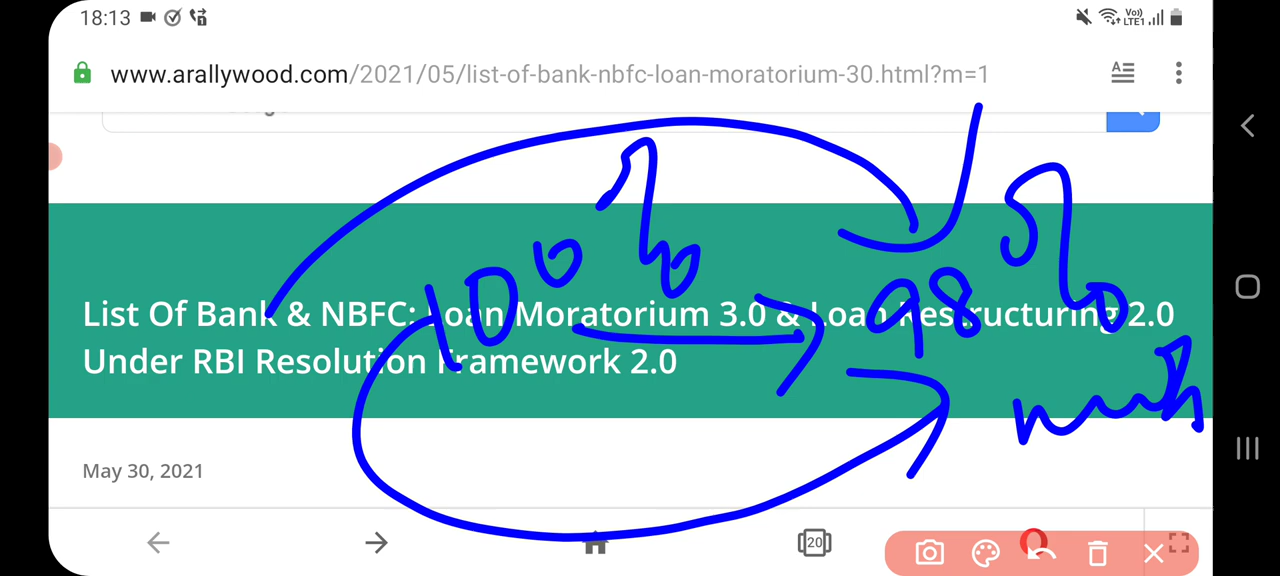 18:13
Vo)) LTE1
www.arallywood.com/2021/05/list-of-bank-nbfc-loan-moratorium-30.html?m=1
100%
98%
List Of Bank & NBFC: Loan Moratorium 3.0 & Loan Restructuring 2.0
Under RBI Resolution Framework 2.0
May 30, 2021
20